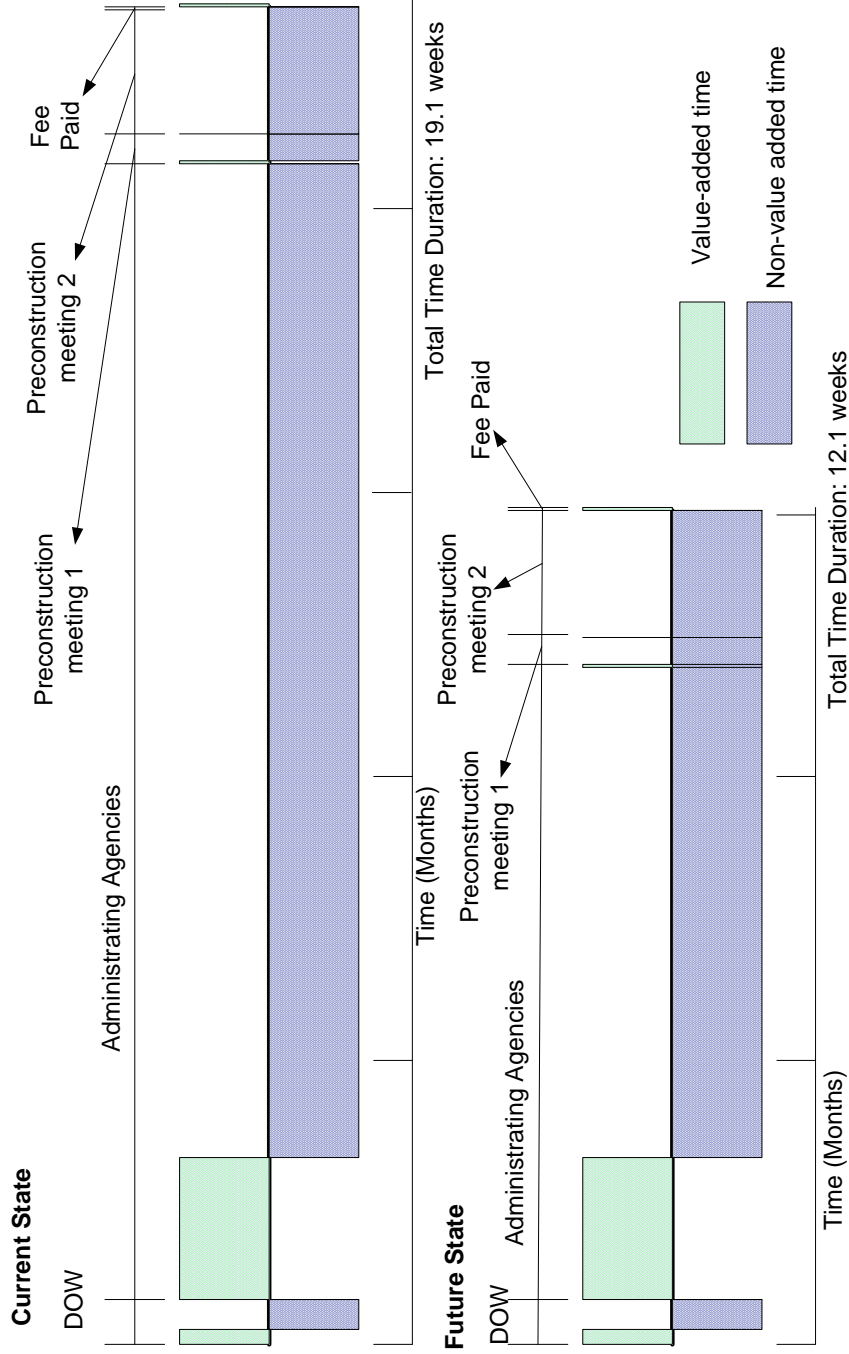 Current State
DOW
Administrating Agencies
Preconstruction
meeting 1
Preconstruction
meeting 2
Fee
Paid
Time (Months)
Total Time Duration: 19.1 weeks
Future State
DOW
Administrating Agencies
Preconstruction
meeting 1
Preconstruction
meeting 2
Fee Paid
Time (Months)
Total Time Duration: 12.1 weeks
Value-added time
Non-value added time